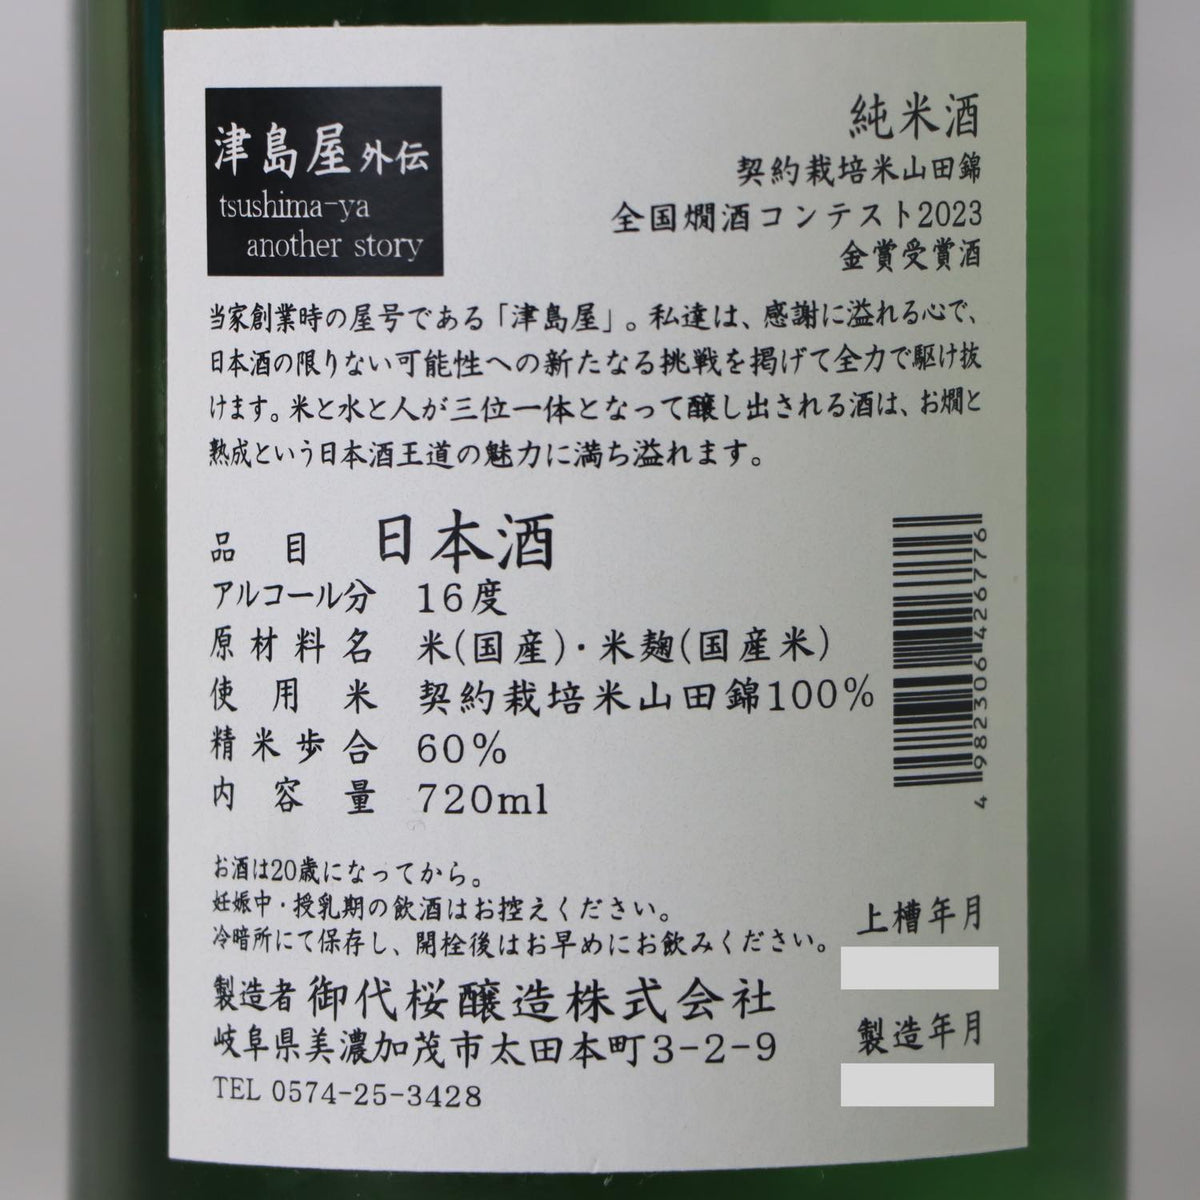 津島屋外伝
tsushima-ya
another story
純米酒
契約栽培米山田錦
全国燗酒コンテスト2023
金賞受賞酒
当家創業時の屋号である「津島屋」。私達は、感謝に溢れる心で、
日本酒の限りない可能性への新たなる挑戦を掲げて全力で駆け抜
けます。米と水と人が三位一体となって醸し出される酒は、お燗と
熟成という日本酒王道の魅力に満ち溢れます。
品目 日本酒
アルコール分 16度
原材料名 米(国産)・米麹(国産米)
使用米 契約栽培米山田錦100%
精米歩合 60%
内容量 720ml
4 982306 426776
お酒は20歳になってから。
妊娠中・授乳期の飲酒はお控えください。
冷暗所にて保存し、開栓後はお早めにお飲みください。
上槽年月
製造年月
製造者 御代桜醸造株式会社
岐阜県美濃加茂市太田本町3-2-9
TEL 0574-25-3428